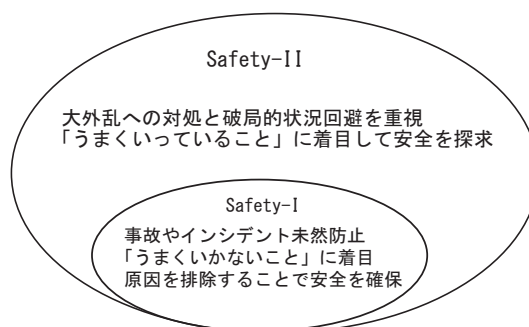 Safety-II
大外乱への対処と破局的状況回避を重視
「うまくいっていること」に着目して安全を探求
Safety-I
事故やインシデント未然防止
「うまくいかないこと」に着目
原因を排除することで安全を確保